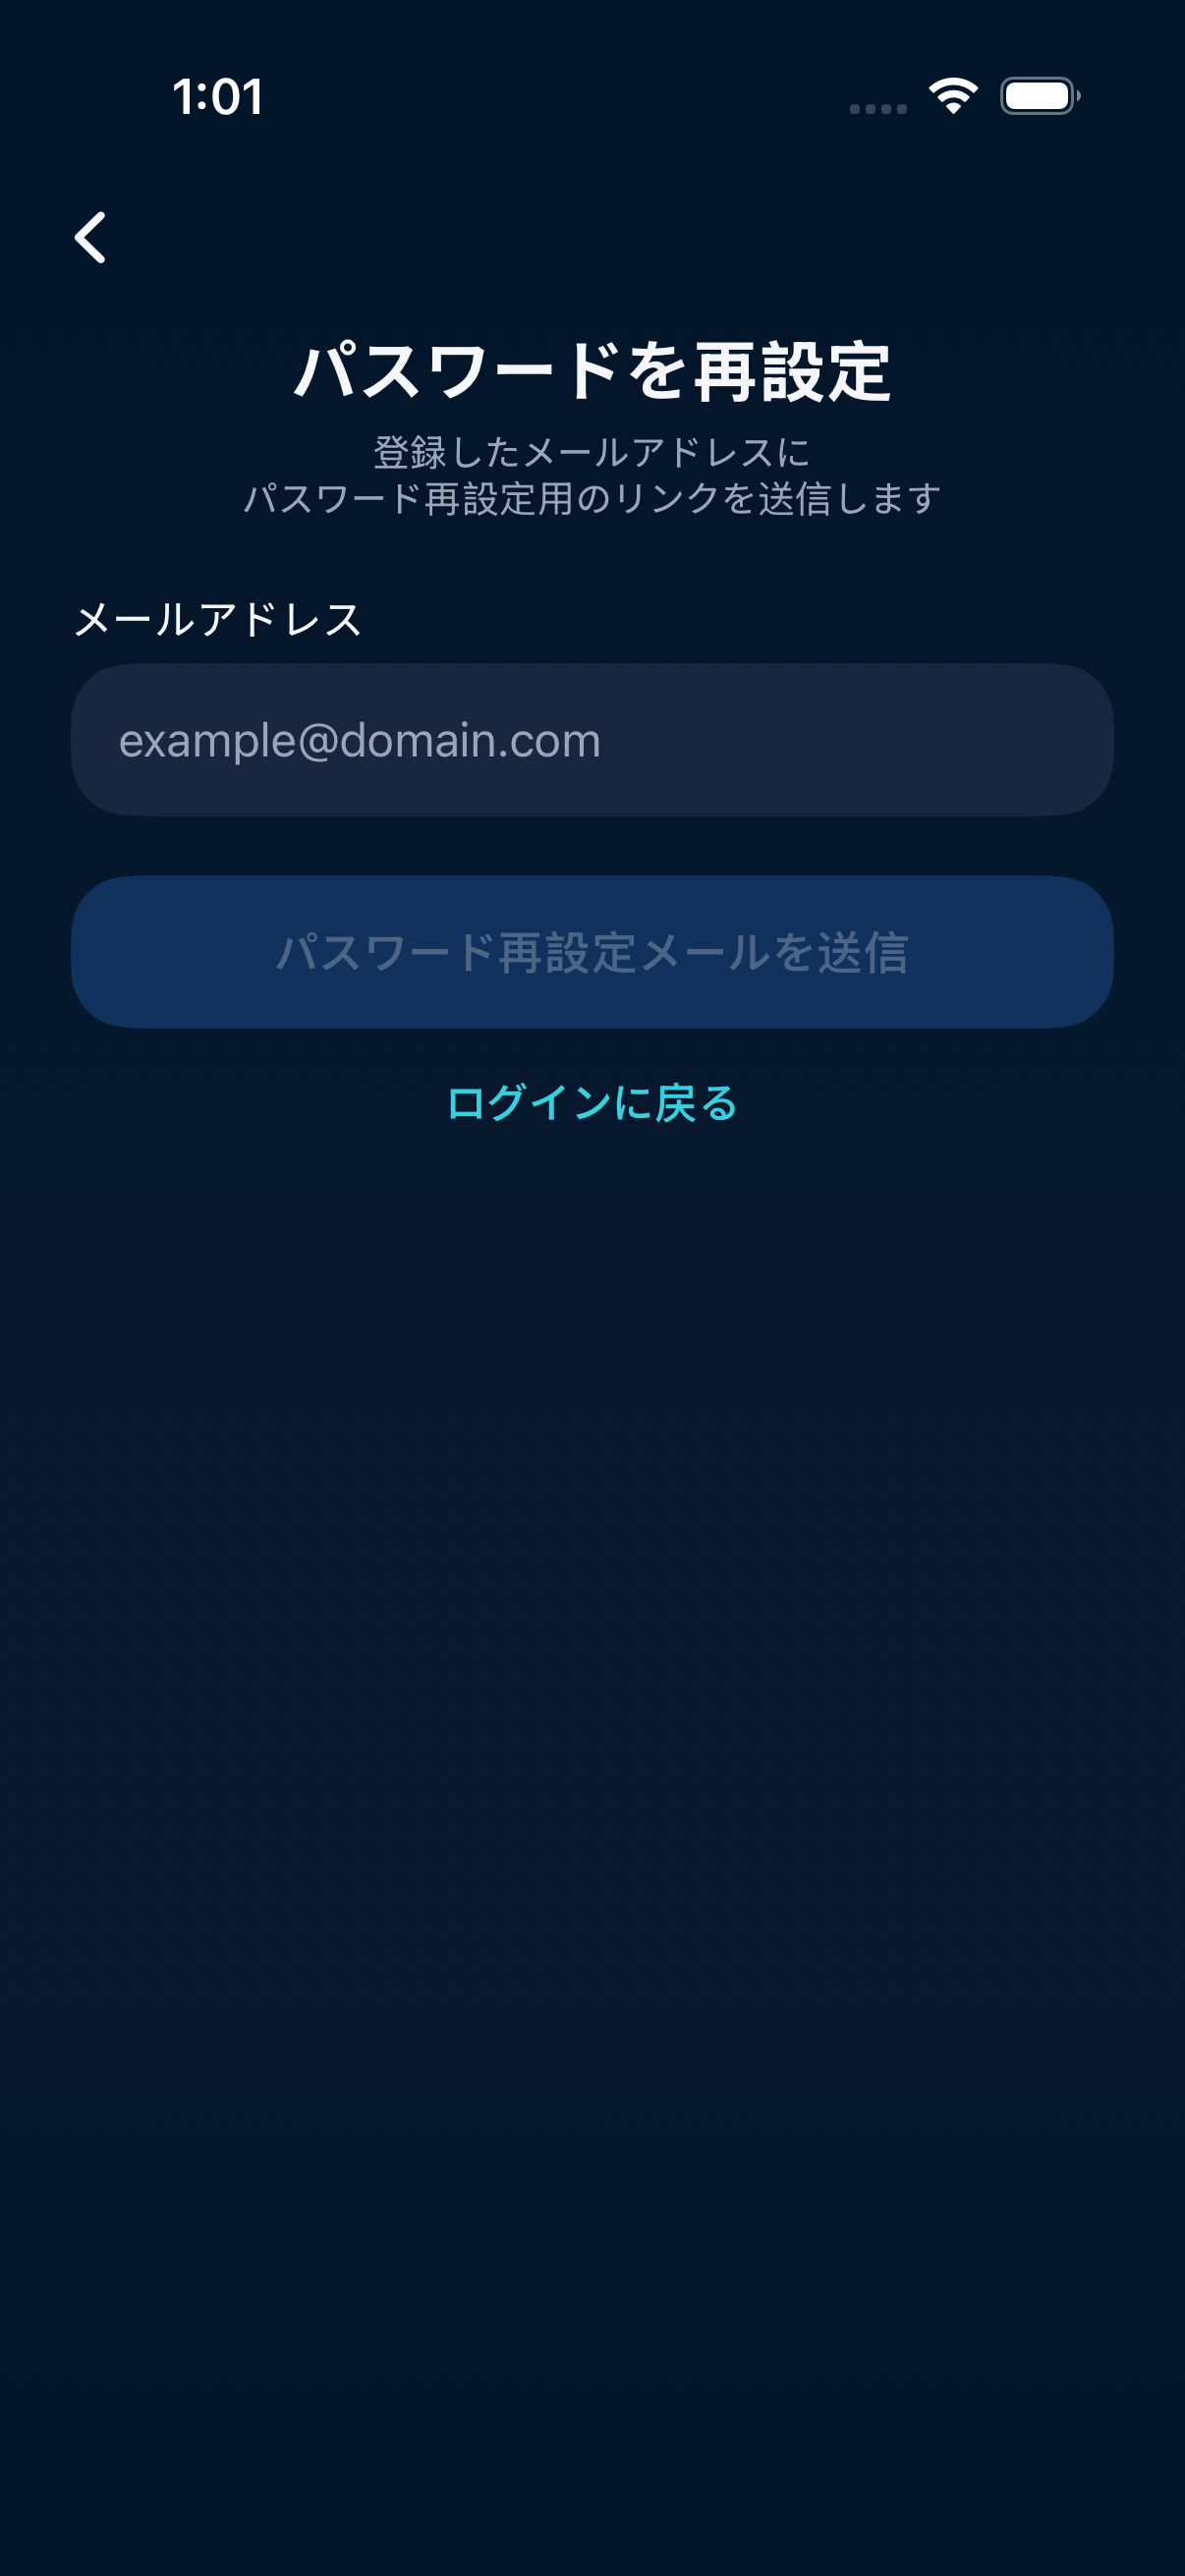 1:01
パスワードを再設定
登録したメールアドレスに
パスワード再設定用のリンクを送信します
メールアドレス
example@domain.com
パスワード再設定メールを送信
ログインに戻る